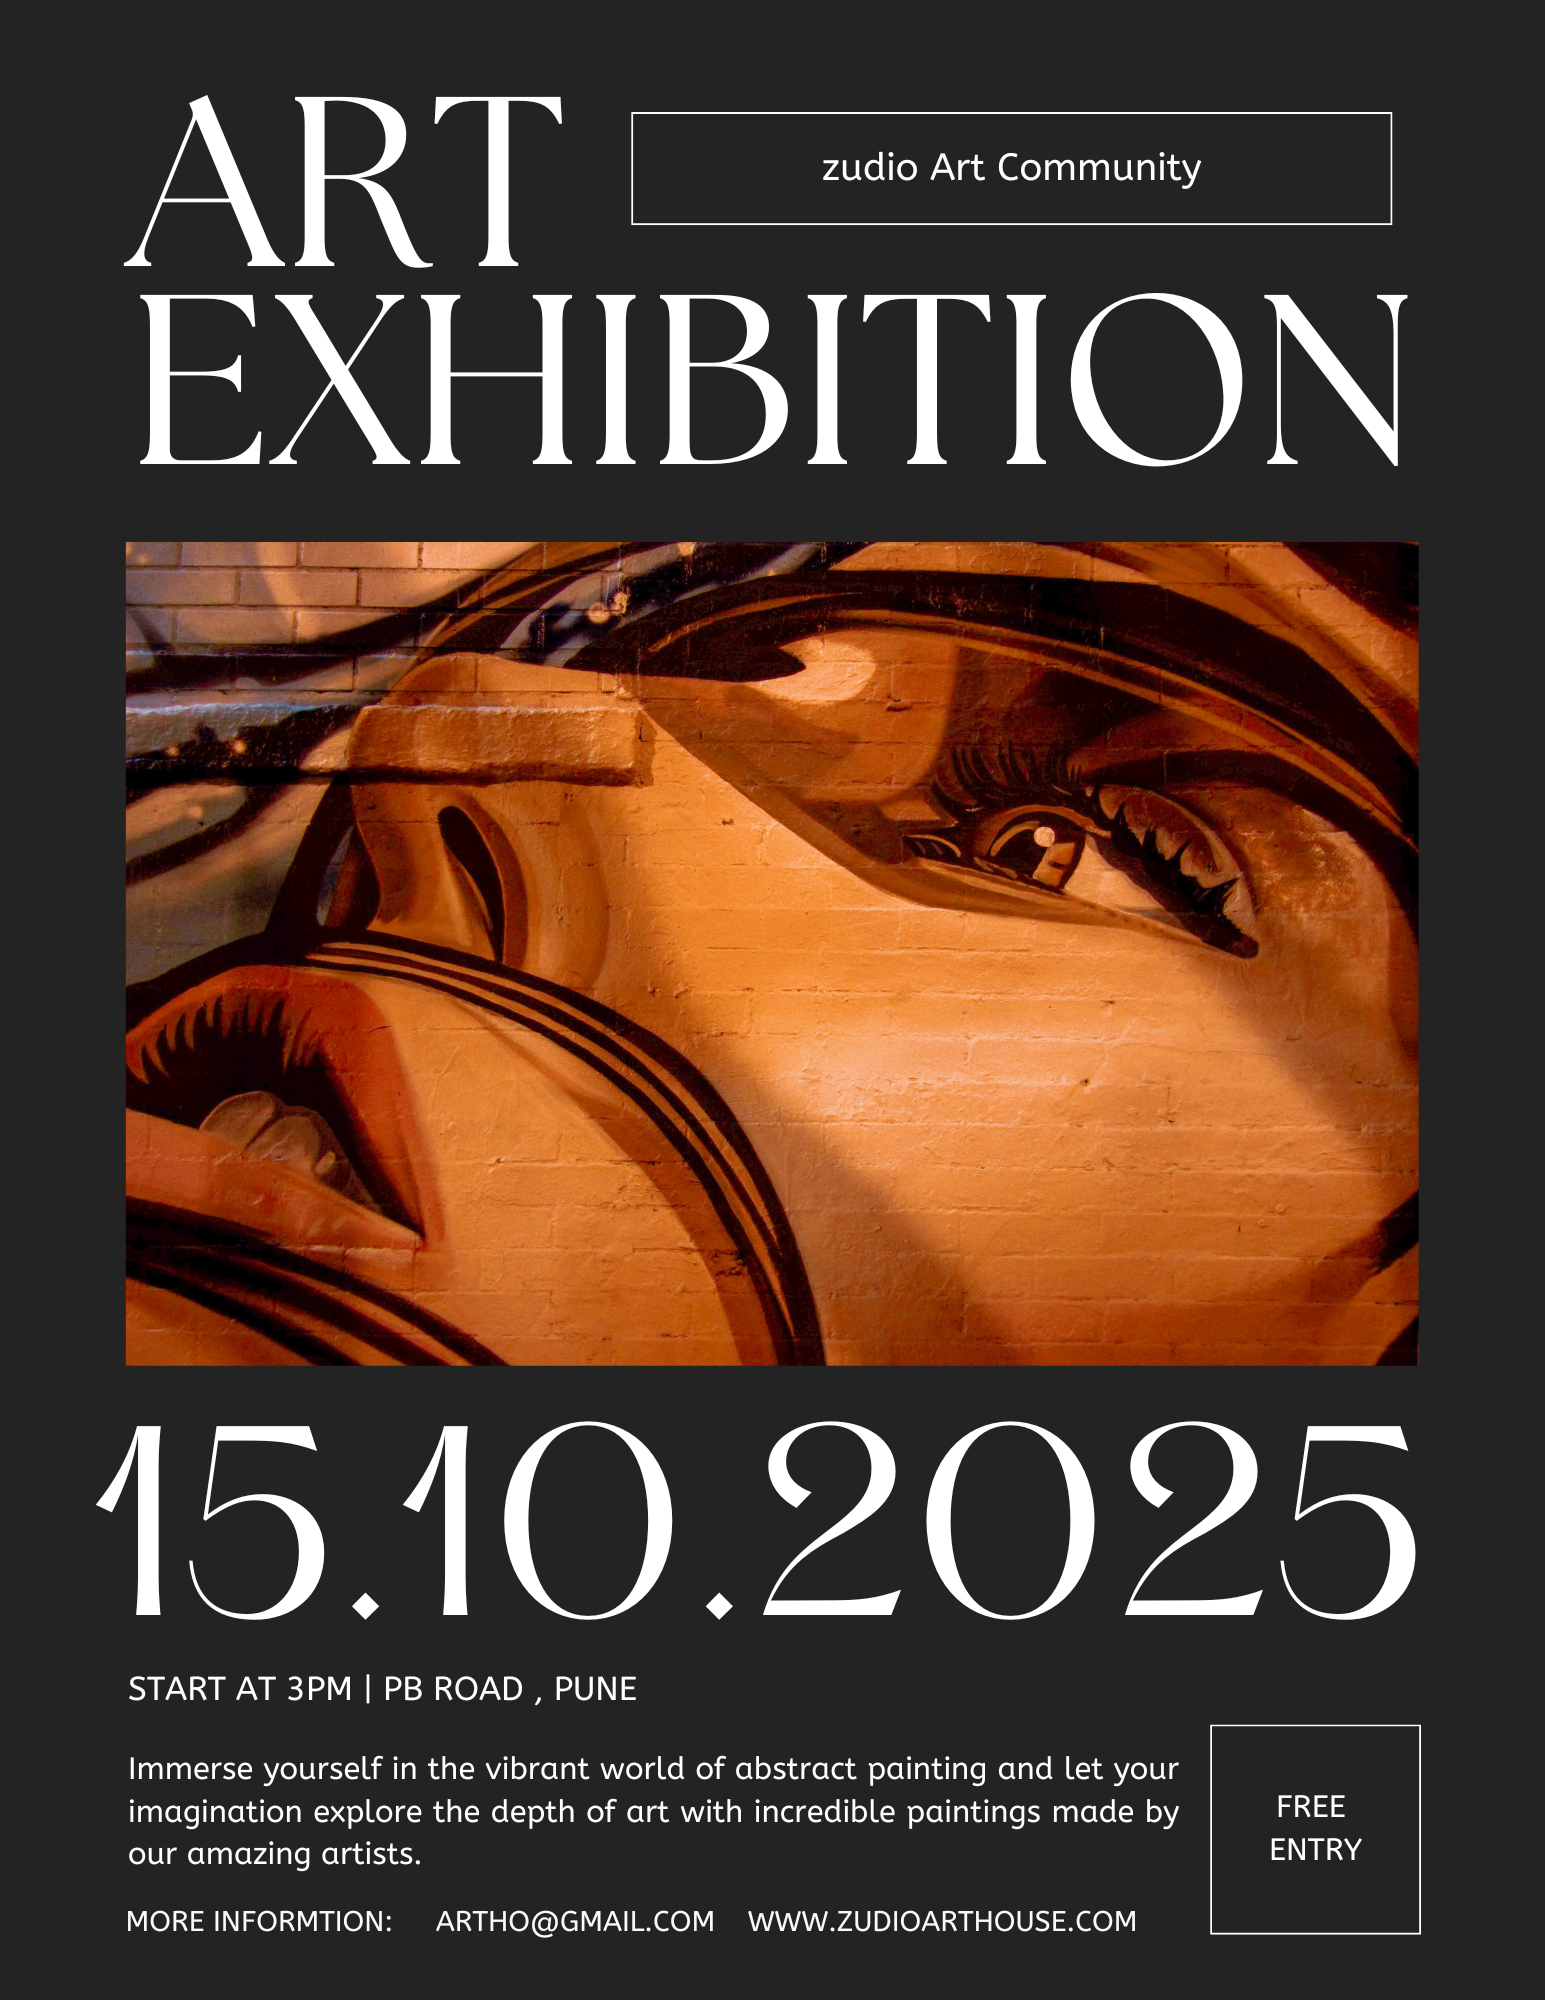 ART
zudio Art Community
EXHIBITION
15.10.2025
START AT 3PM | PB ROAD , PUNE
Immerse yourself in the vibrant world of abstract painting and let your
imagination explore the depth of art with incredible paintings made by
our amazing artists.
FREE
ENTRY
MORE INFORMTION: ARTHO@GMAIL.COM WWW.ZUDIOARTHOUSE.COM